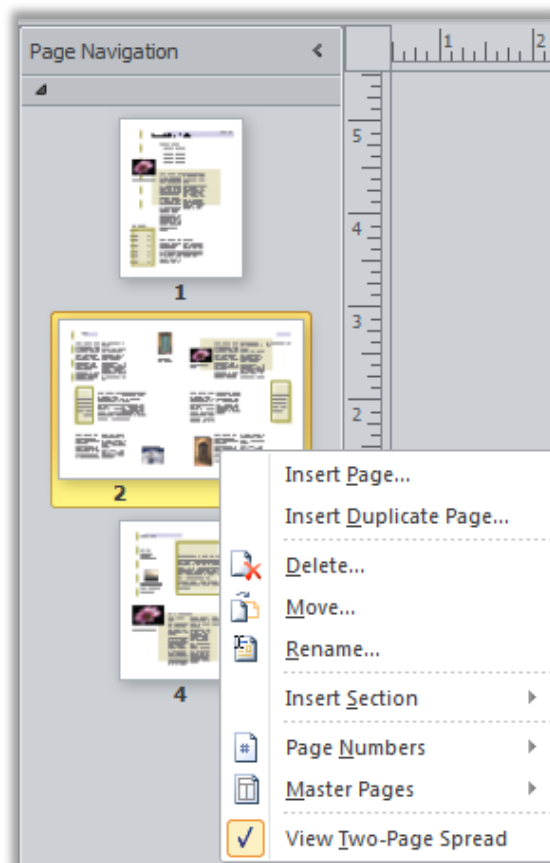 Page Navigation
1 2
5
4
3
2
1
2
4
Insert Page...
Insert Duplicate Page...
Delete...
Move...
Rename...
Insert Section
Page Numbers
Master Pages
View Two-Page Spread